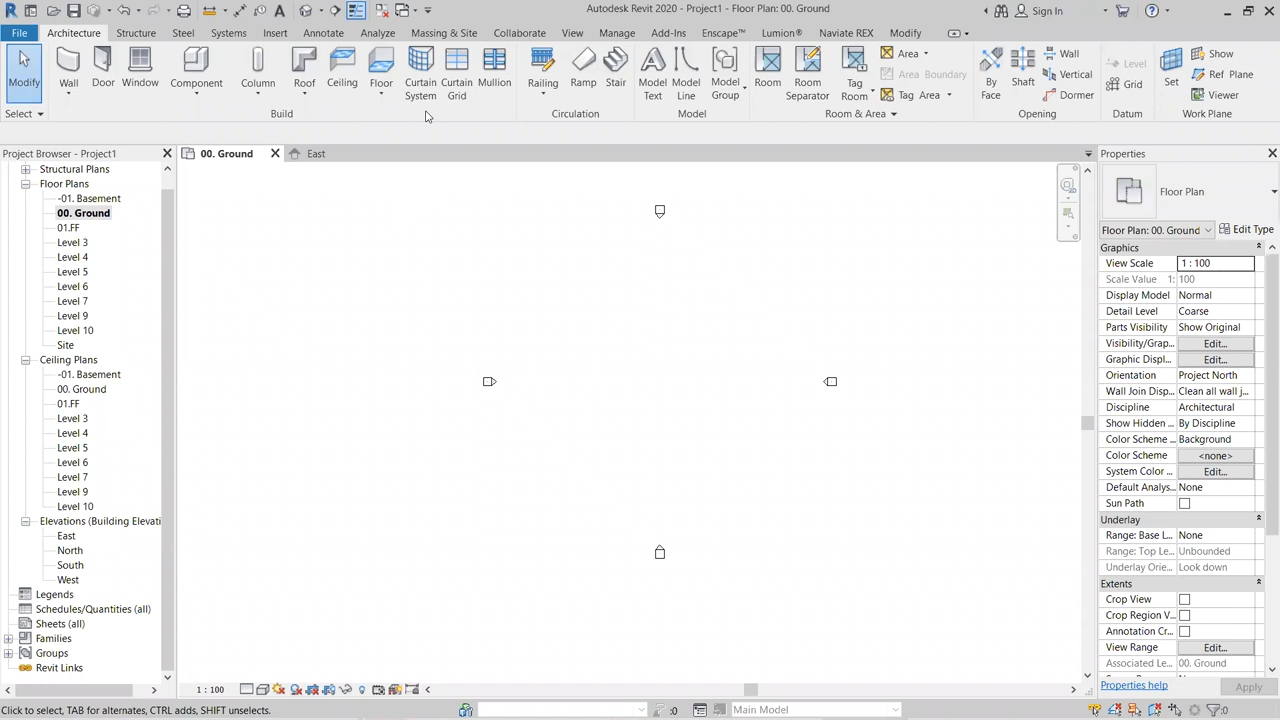 Autodesk Revit 2020 - Project1 - Floor Plan: 00. Ground
Sign In
File Architecture Structure Steel Systems Insert Annotate Analyze Massing & Site Collaborate View Manage Add-Ins Enscape™ Lumion® Naviate REX Modify
Modify
Wall
Door
Window
Component
Column
Roof
Ceiling
Floor
Curtain System
Curtain Grid
Mullion
Railing
Ramp
Stair
Model Text
Model Line
Model Group
Room
Room Separator
Tag Room
Area
Area Boundary
Tag Area
By Face
Shaft
Wall
Vertical
Dormer
Level
Grid
Set
Show
Ref Plane
Viewer
Select Build Circulation Model Room & Area Opening Datum Work Plane
Project Browser - Project1
00. Ground
East
Properties
Structural Plans
Floor Plans
-01. Basement
00. Ground
01.FF
Level 3
Level 4
Level 5
Level 6
Level 7
Level 9
Level 10
Site
Ceiling Plans
-01. Basement
00. Ground
01.FF
Level 3
Level 4
Level 5
Level 6
Level 7
Level 9
Level 10
Elevations (Building Elevati
East
North
South
West
Legends
Schedules/Quantities (all)
Sheets (all)
Families
Groups
Revit Links
Floor Plan
Floor Plan: 00. Ground Edit Type
Graphics
View Scale 1 : 100
Scale Value 1: 100
Display Model Normal
Detail Level Coarse
Parts Visibility Show Original
Visibility/Grap... Edit...
Graphic Displ... Edit...
Orientation Project North
Wall Join Disp... Clean all wall j...
Discipline Architectural
Show Hidden ... By Discipline
Color Scheme ... Background
Color Scheme <none>
System Color ... Edit...
Default Analys... None
Sun Path
Underlay
Range: Base L... None
Range: Top Le... Unbounded
Underlay Orie... Look down
Extents
Crop View
Crop Region V...
Annotation Cr...
View Range Edit...
Associated Le... 00. Ground
Properties help Apply
1 : 100
Click to select, TAB for alternates, CTRL adds, SHIFT unselects.
:0
Main Model
:0